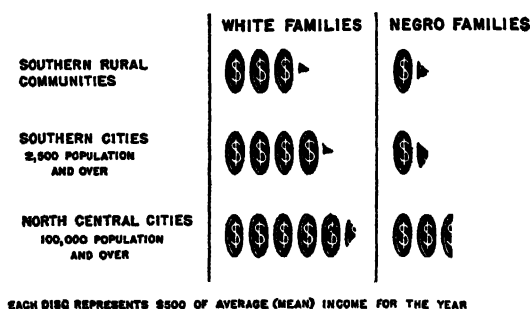 WHITE FAMILIES
NEGRO FAMILIES
SOUTHERN RURAL
COMMUNITIES
$ $ $
$
SOUTHERN CITIES
2,500 POPULATION
AND OVER
$ $ $ $
$
NORTH CENTRAL CITIES
100,000 POPULATION
AND OVER
$ $ $ $ $
$ $ $
EACH DISC REPRESENTS $500 OF AVERAGE (MEAN) INCOME FOR THE YEAR